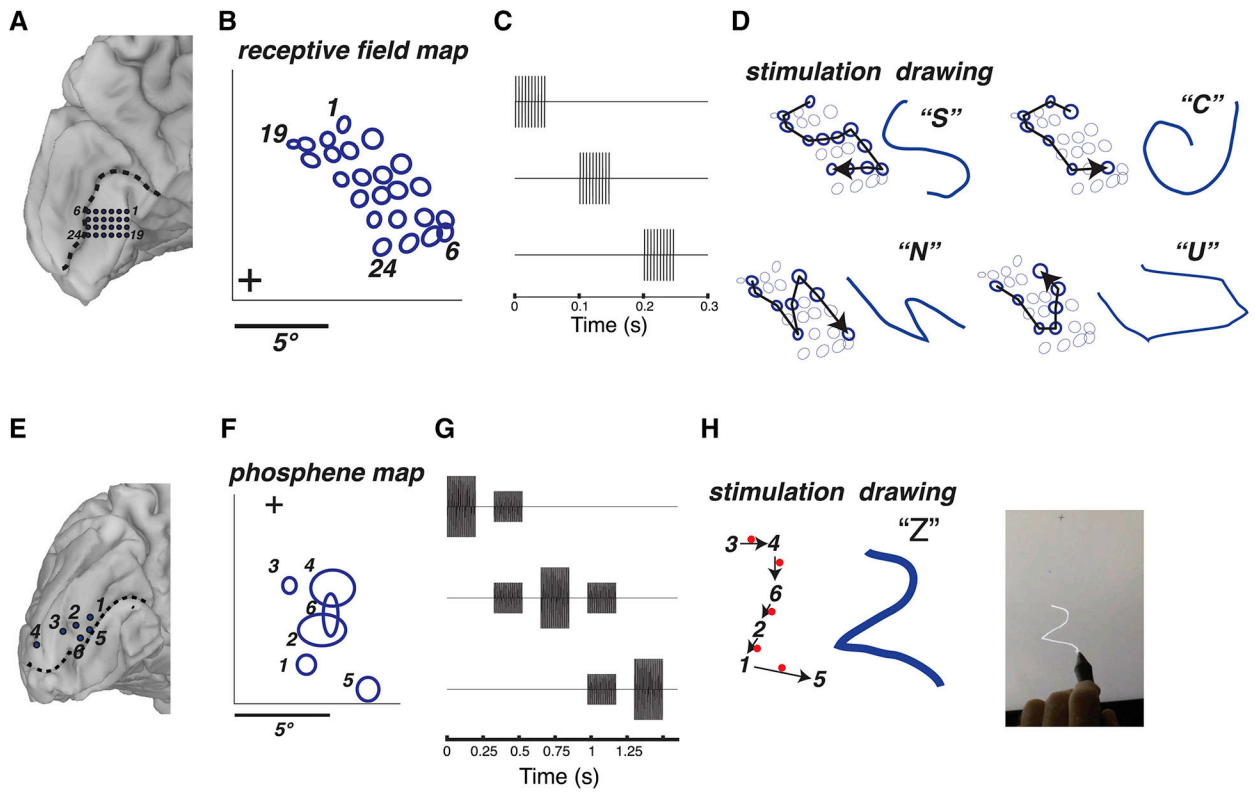 A
6
1
24
19
B
receptive field map
1
19
6
24
+
5°
C
0 0.1 0.2 0.3
Time (s)
D
stimulation drawing
“S”
“C”
“N”
“U”
E
1
2
3
4
5
6
F
phosphene map
+
3 4
6
2
1
5
5°
G
0 0.25 0.5 0.75 1 1.25
Time (s)
H
stimulation drawing
“Z”
3 4
6
2
1 5
+